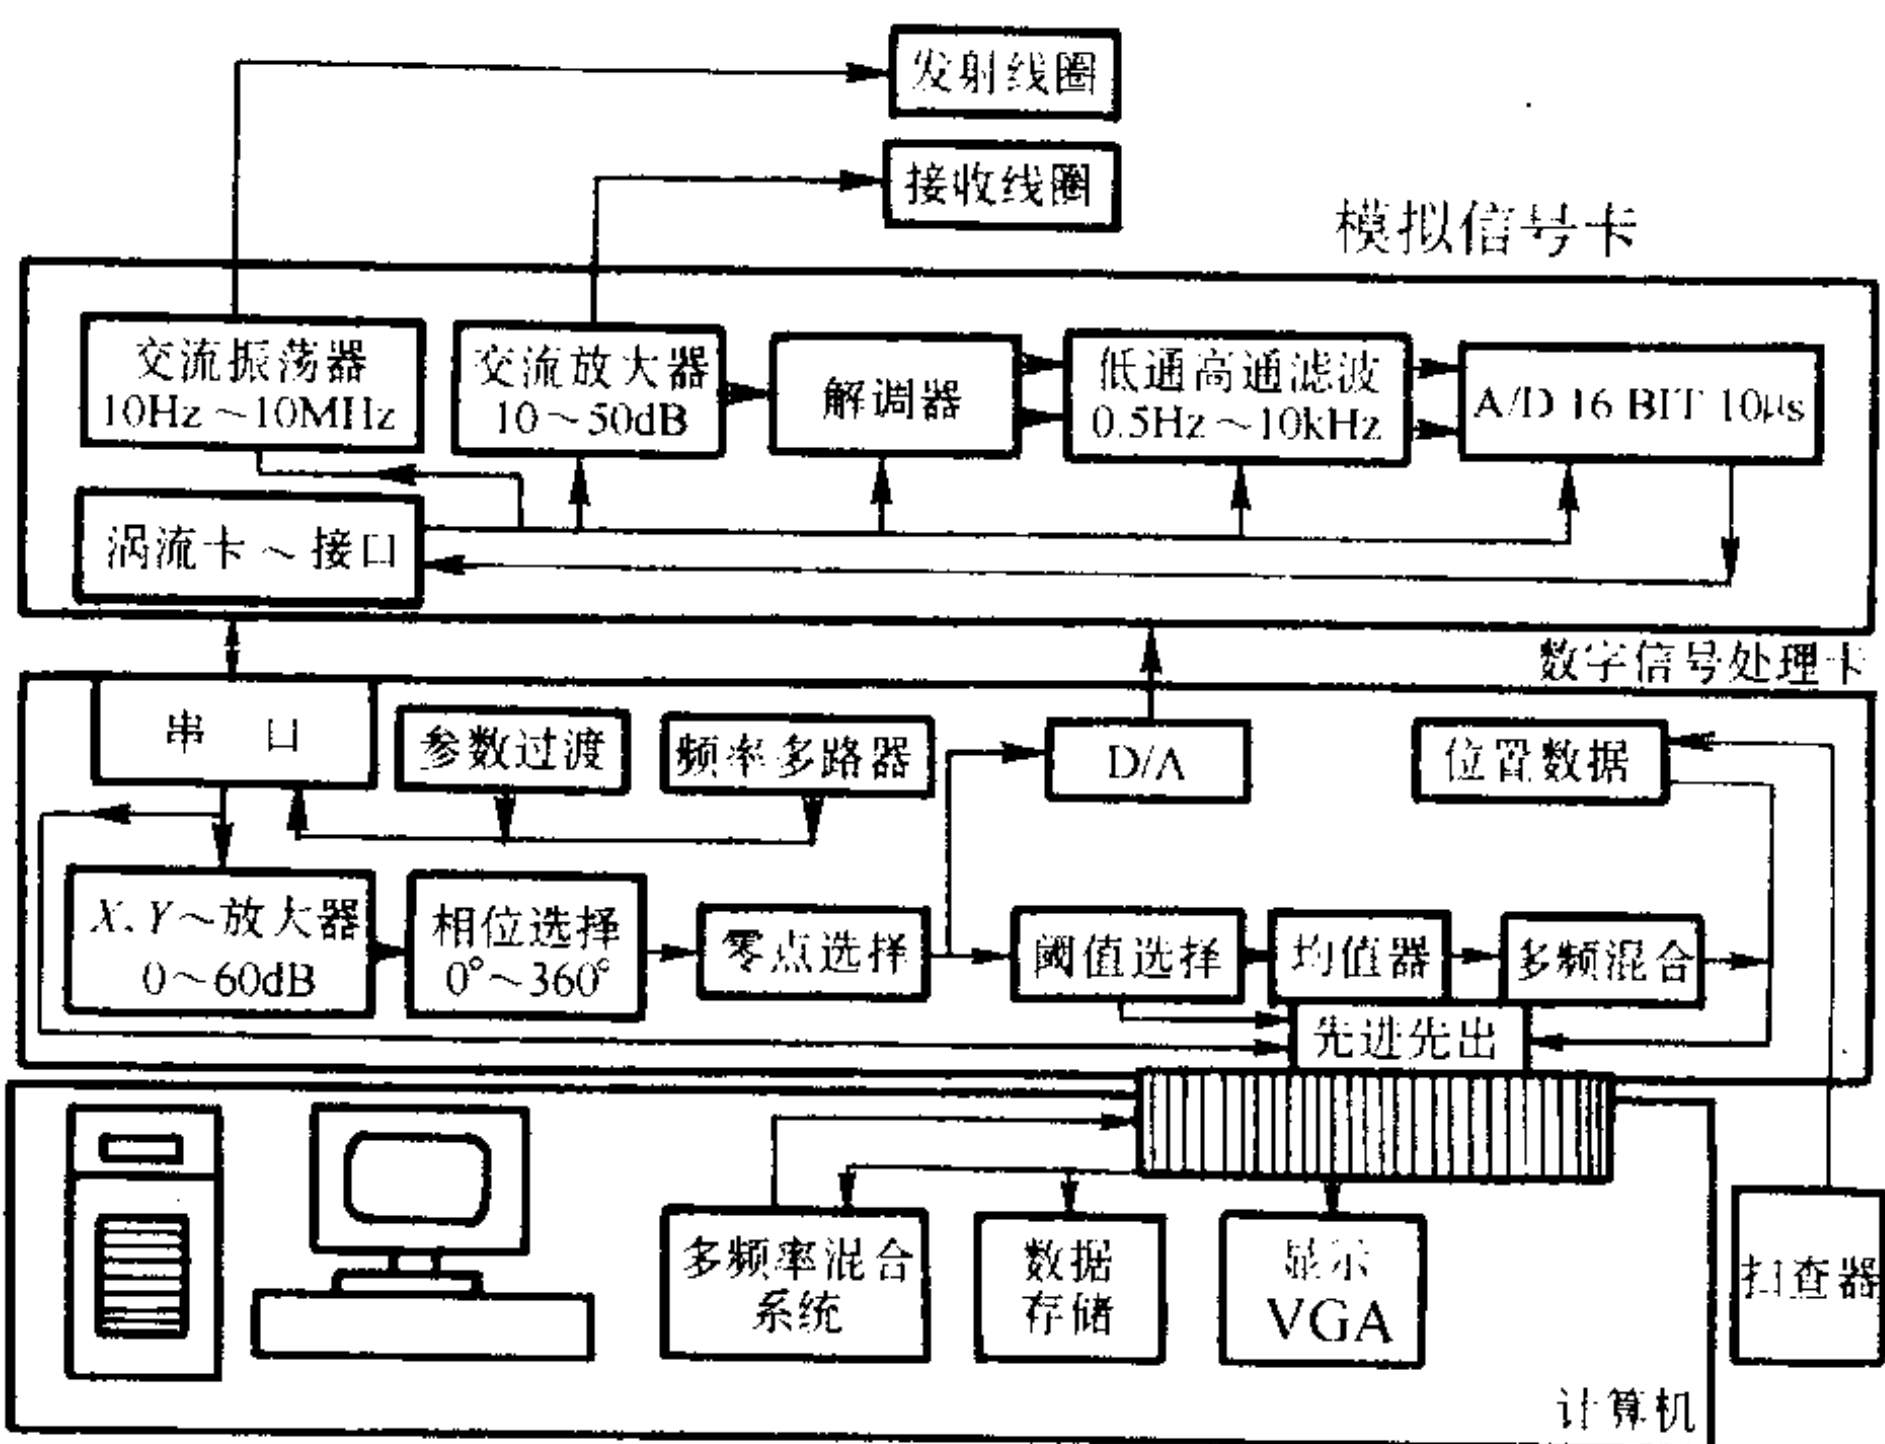 发射线圈
接收线圈
模拟信号卡
交流振荡器
10Hz～10MHz
交流放大器
10～50dB
解调器
低通高通滤波
0.5Hz～10kHz
A/D 16 BIT 10μs
涡流卡～接口
数字信号处理卡
串 口
参数过渡
频率多路器
D/A
位置数据
X.Y～放大器
0～60dB
相位选择
0°～360°
零点选择
阈值选择
均值器
多频混合
先进先出
多频率混合
系统
数据
存储
显示
VGA
扫查器
计算机